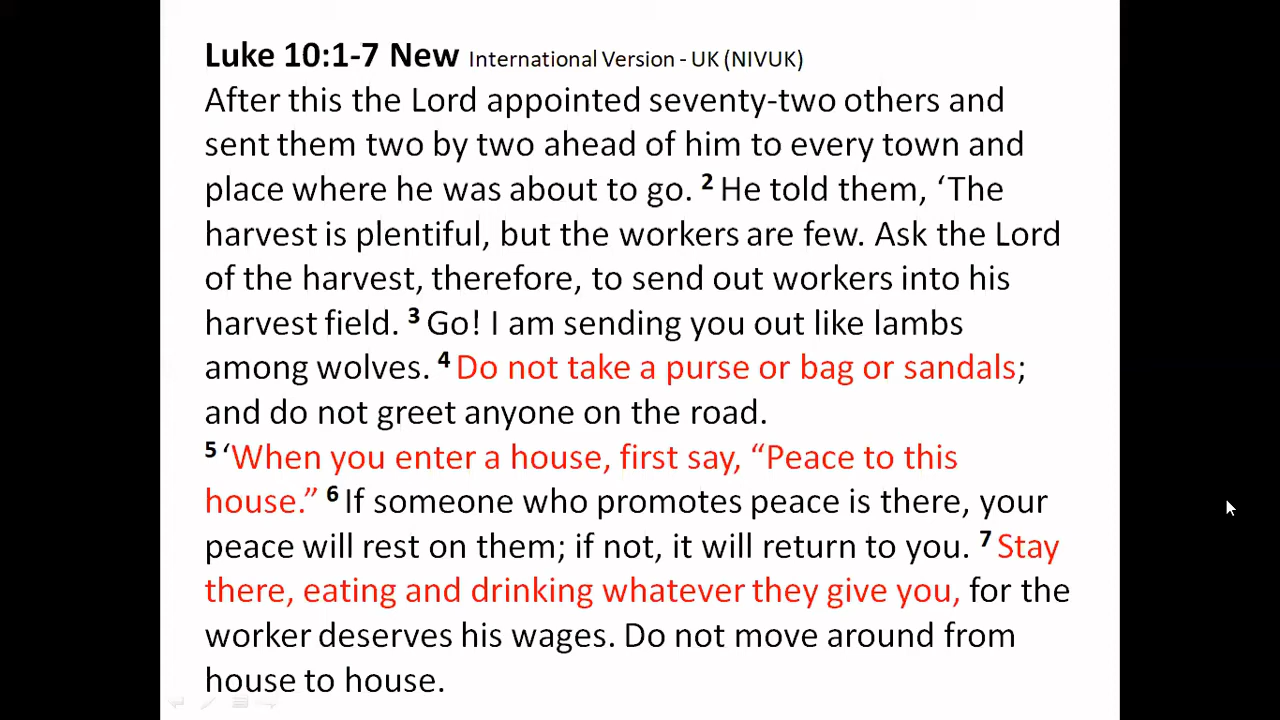 Luke 10:1-7 New International Version - UK (NIVUK)
After this the Lord appointed seventy-two others and
sent them two by two ahead of him to every town and
place where he was about to go. 2 He told them, ‘The
harvest is plentiful, but the workers are few. Ask the Lord
of the harvest, therefore, to send out workers into his
harvest field. 3 Go! I am sending you out like lambs
among wolves. 4 Do not take a purse or bag or sandals;
and do not greet anyone on the road.
5 ‘When you enter a house, first say, “Peace to this
house.” 6 If someone who promotes peace is there, your
peace will rest on them; if not, it will return to you. 7 Stay
there, eating and drinking whatever they give you, for the
worker deserves his wages. Do not move around from
house to house.